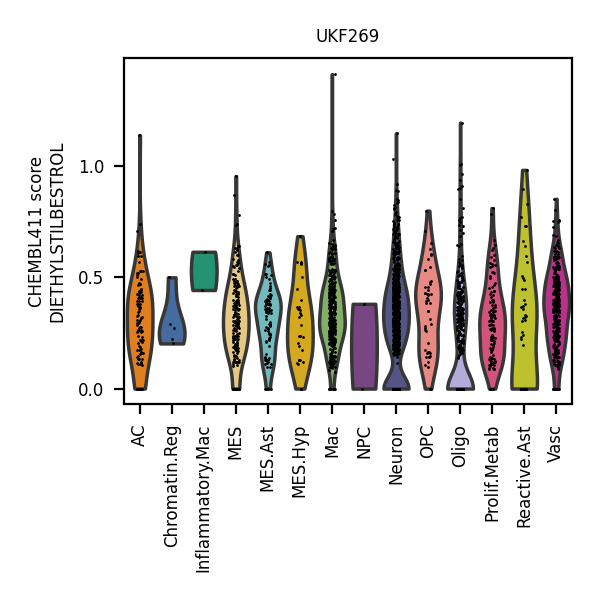 UKF269
CHEMBL411 score
DIETHYLSTILBESTROL
1.0
0.5
0.0
AC
Chromatin.Reg
Inflammatory.Mac
MES
MES.Ast
MES.Hyp
Mac
NPC
Neuron
OPC
Oligo
Prolif.Metab
Reactive.Ast
Vasc